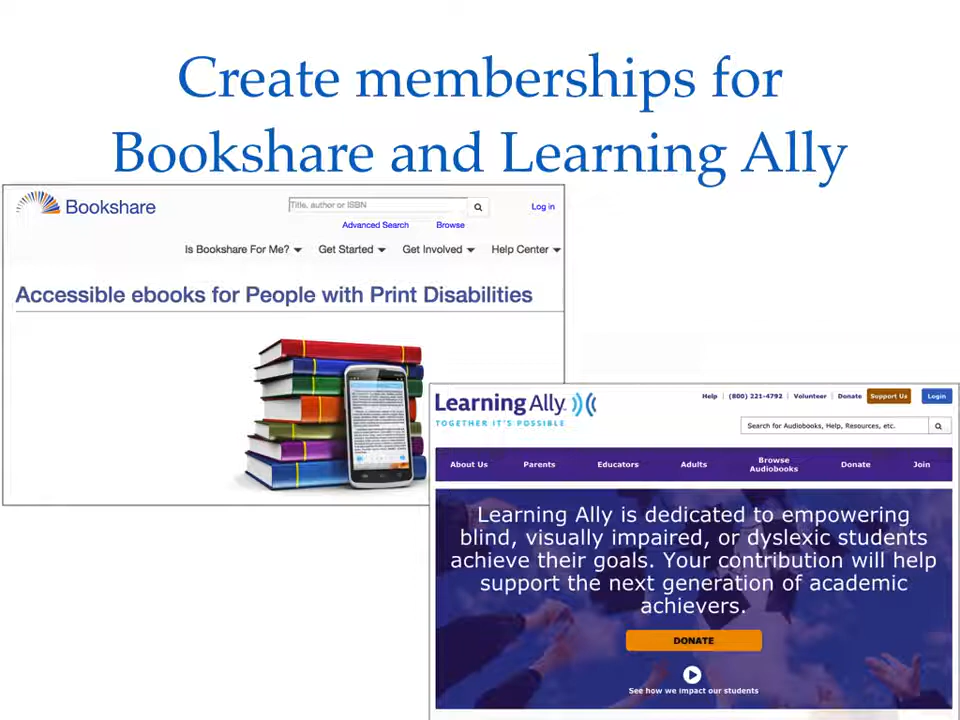 Create memberships for
Bookshare and Learning Ally
Bookshare
Title, author or ISBN
Log in
Advanced Search
Browse
Is Bookshare For Me?
Get Started
Get Involved
Help Center
Accessible ebooks for People with Print Disabilities
Learning Ally
TOGETHER IT'S POSSIBLE
Help | (800) 221-4792 | Volunteer | Donate
Support Us
Login
Search for Audiobooks, Help, Resources, etc.
About Us
Parents
Educators
Adults
Browse
Audiobooks
Donate
Join
Learning Ally is dedicated to empowering
blind, visually impaired, or dyslexic students
achieve their goals. Your contribution will help
support the next generation of academic
achievers.
DONATE
See how we impact our students